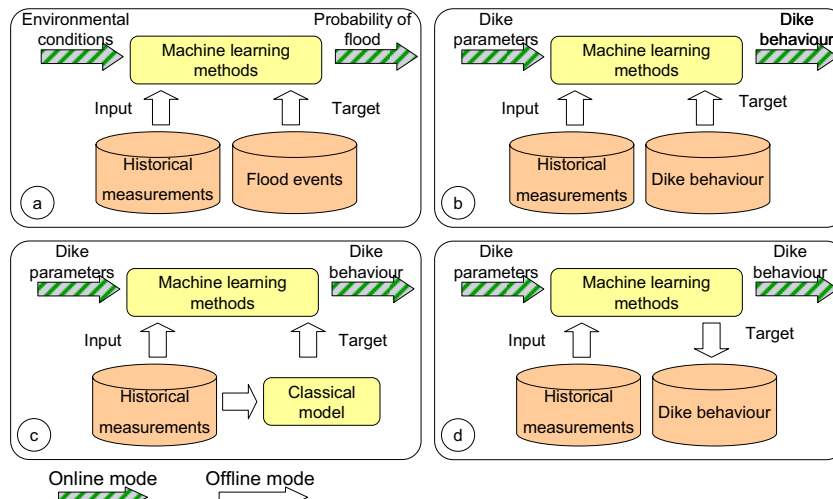 Environmental
conditions
Machine learning
methods
Probability of
flood
Input
Target
Historical
measurements
Flood events
a
Dike
parameters
Machine learning
methods
Dike
behaviour
Input
Target
Historical
measurements
Dike behaviour
b
Dike
parameters
Machine learning
methods
Dike
behaviour
Input
Target
Historical
measurements
Classical
model
c
Dike
parameters
Machine learning
methods
Dike
behaviour
Input
Target
Historical
measurements
Dike behaviour
d
Online mode
Offline mode